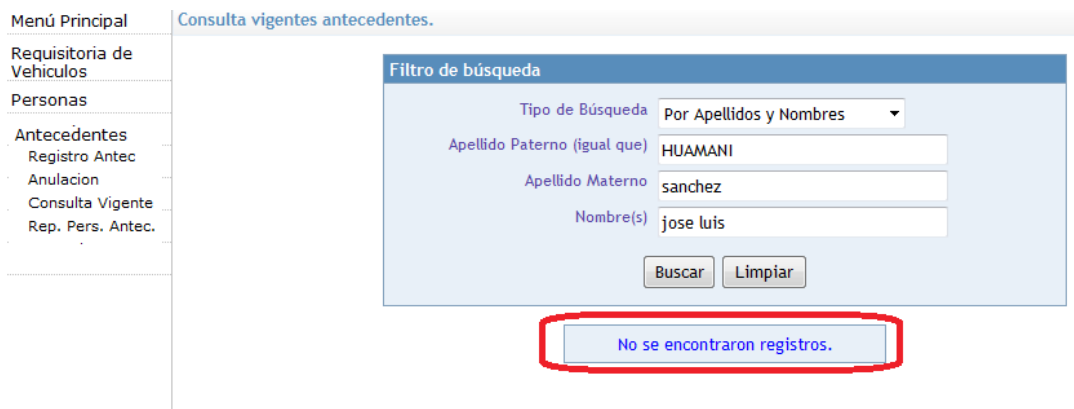 Menú Principal
Requisitoria de
Vehiculos
Personas
Antecedentes
Registro Antec
Anulacion
Consulta Vigente
Rep. Pers. Antec.
Consulta vigentes antecedentes.
Filtro de búsqueda
Tipo de Búsqueda Por Apellidos y Nombres
Apellido Paterno (igual que) HUAMANI
Apellido Materno sanchez
Nombre(s) jose luis
Buscar Limpiar
No se encontraron registros.